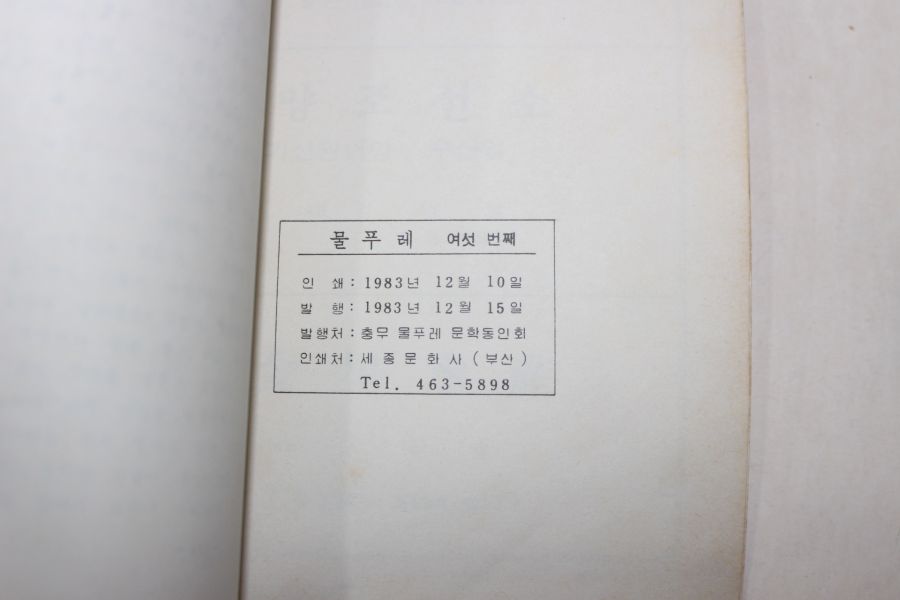 물푸레 여섯 번째
인 쇄 : 1983년 12월 10일
발 행 : 1983년 12월 15일
발행처 : 충무 물푸레 문학동인회
인쇄처 : 세 종 문 화 사 ( 부산 )
Tel. 463-5898